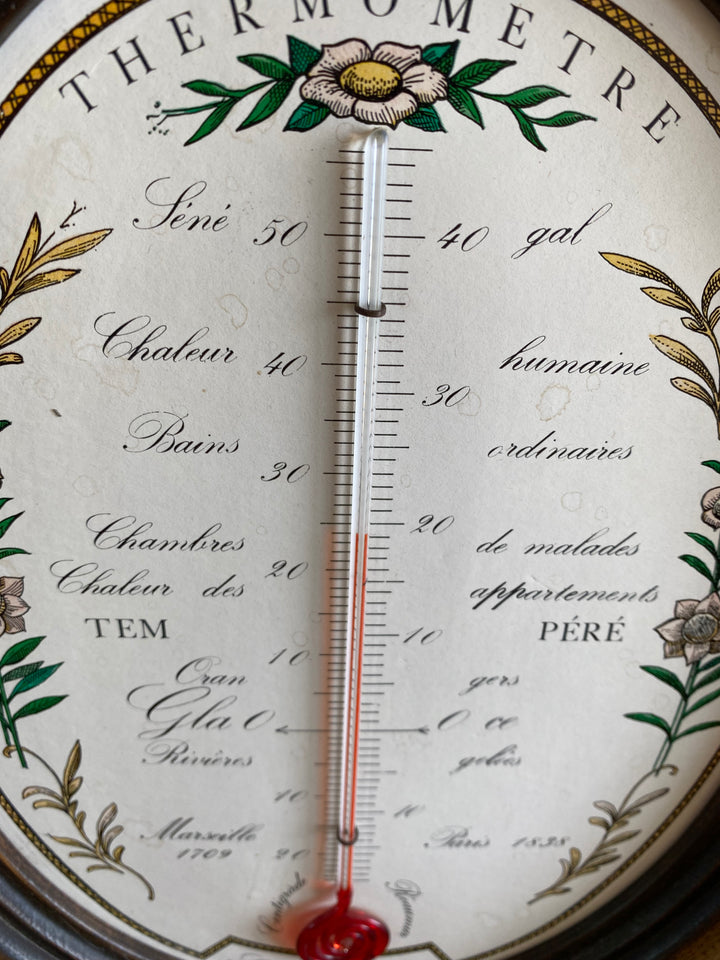 THERMOMETRE
Séné 50 40 gal
Chaleur 40 humaine
30
Bains ordinaires
30
20
Chambres de malades
20
Chaleur des appartements
TEM 10 PÉRÉ
10
Oran gers
Gla 0 0 ce
Rivières gelées
10 10
Marseille Paris 1838
1709 20
Centigrade Reaumur